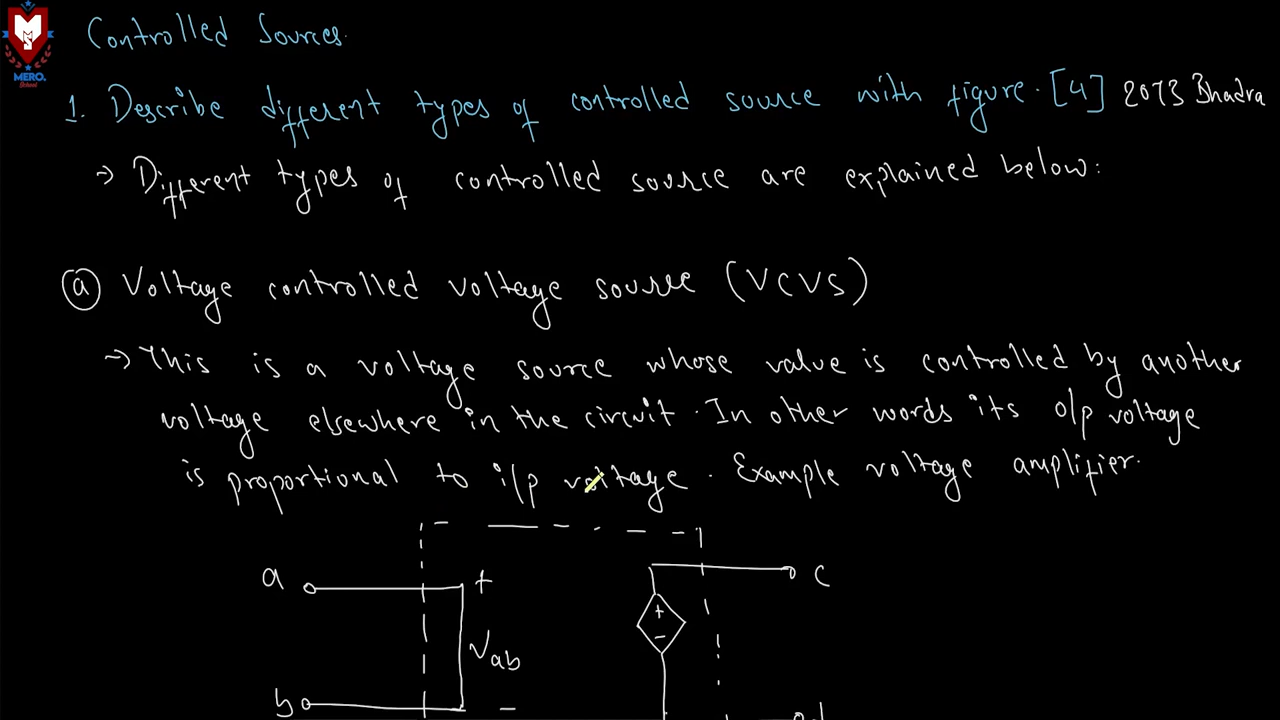 MERO.
School
Controlled Sources.
1. Describe different types of controlled source with figure. [4] 2073 Bhadra
→ Different types of controlled source are explained below:
(a) Voltage controlled voltage source (VCVS)
→ This is a voltage source whose value is controlled by another
voltage elsewhere in the circuit. In other words its o/p voltage
is proportional to i/p voltage. Example voltage amplifier.
a + c
+
-
Vab
b - d